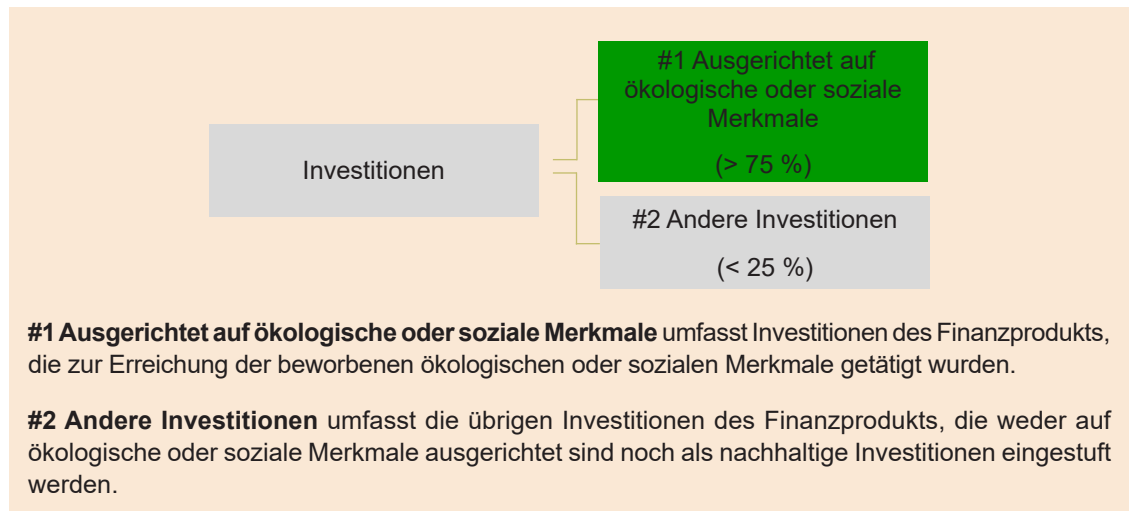 #1 Ausgerichtet auf
ökologische oder soziale
Merkmale
(> 75 %)
Investitionen
#2 Andere Investitionen
(< 25 %)
#1 Ausgerichtet auf ökologische oder soziale Merkmale umfasst Investitionen des Finanzprodukts,
die zur Erreichung der beworbenen ökologischen oder sozialen Merkmale getätigt wurden.
#2 Andere Investitionen umfasst die übrigen Investitionen des Finanzprodukts, die weder auf
ökologische oder soziale Merkmale ausgerichtet sind noch als nachhaltige Investitionen eingestuft
werden.